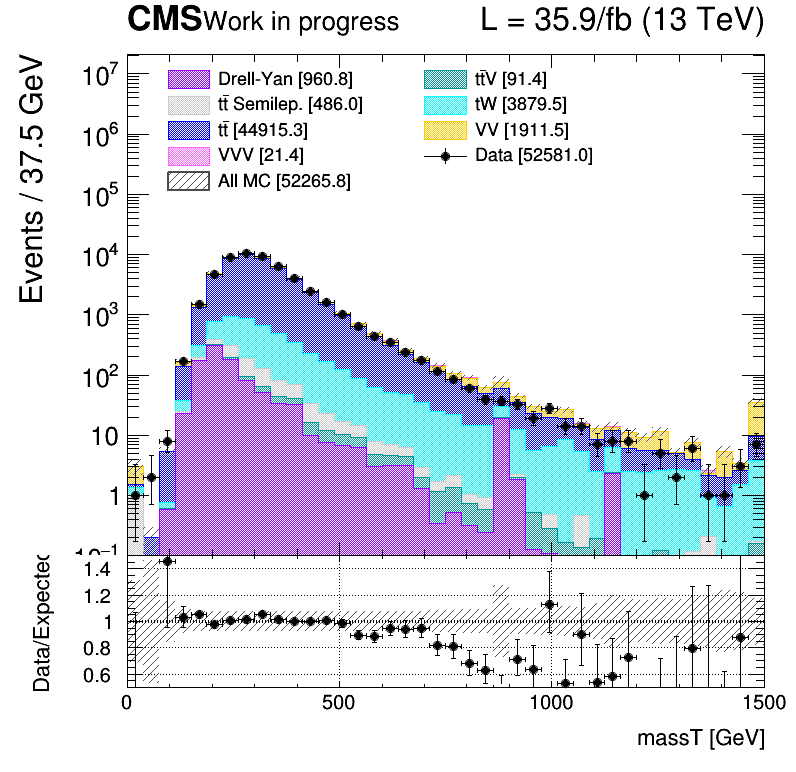 CMS Work in progress L = 35.9/fb (13 TeV)
Events / 37.5 GeV
10⁷
10⁶
10⁵
10⁴
10³
10²
10
1
10⁻¹
Drell-Yan [960.8]
tt̄ Semilep. [486.0]
tt̄ [44915.3]
VVV [21.4]
All MC [52265.8]
tt̄V [91.4]
tW [3879.5]
VV [1911.5]
Data [52581.0]
Data/Expected
1.4
1.2
1
0.8
0.6
0 500 1000 1500
massT [GeV]